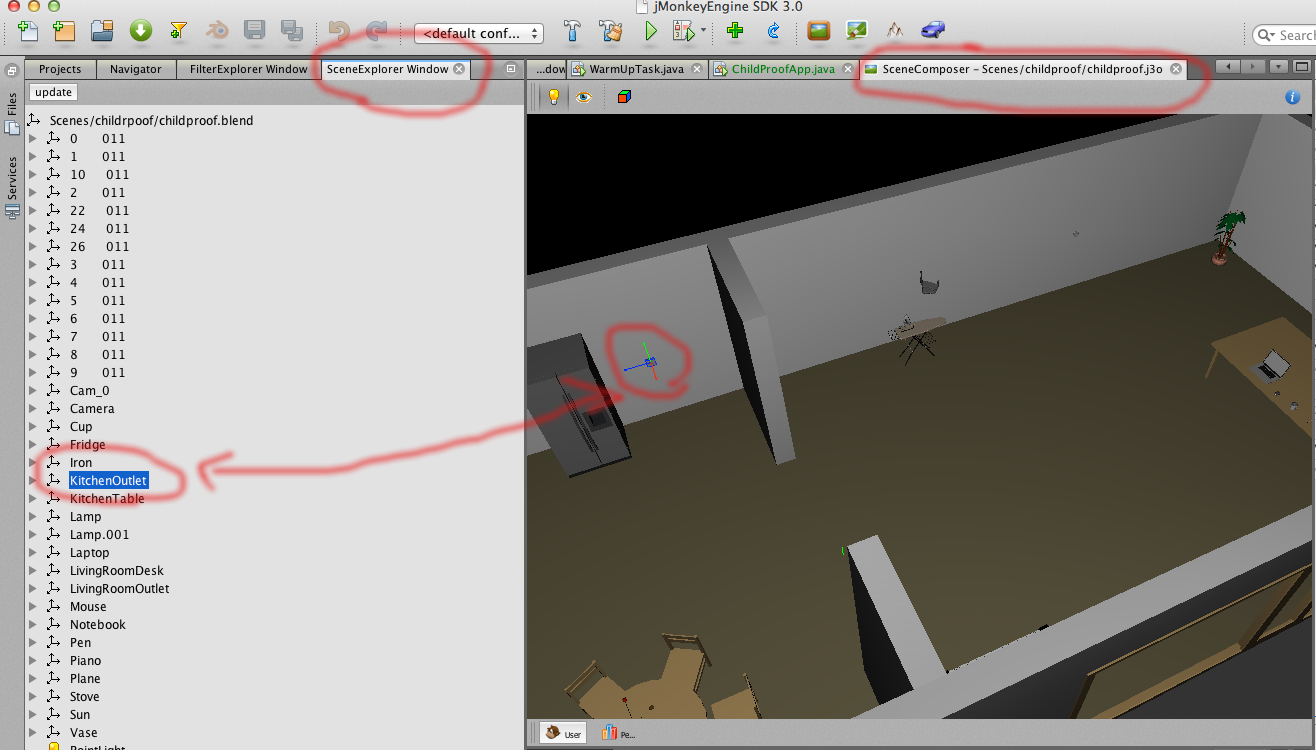 jMonkeyEngine SDK 3.0
<default conf...
Search
Projects
Navigator
FilterExplorer Window
SceneExplorer Window
...dow
WarmUpTask.java
ChildProofApp.java
SceneComposer - Scenes/childproof/childproof.j3o
Files
Services
update
Scenes/childrpoof/childproof.blend
0 011
1 011
10 011
2 011
22 011
24 011
26 011
3 011
4 011
5 011
6 011
7 011
8 011
9 011
Cam_0
Camera
Cup
Fridge
Iron
KitchenOutlet
KitchenTable
Lamp
Lamp.001
Laptop
LivingRoomDesk
LivingRoomOutlet
Mouse
Notebook
Pen
Piano
Plane
Stove
Sun
Vase
PointLight
User
Pe...